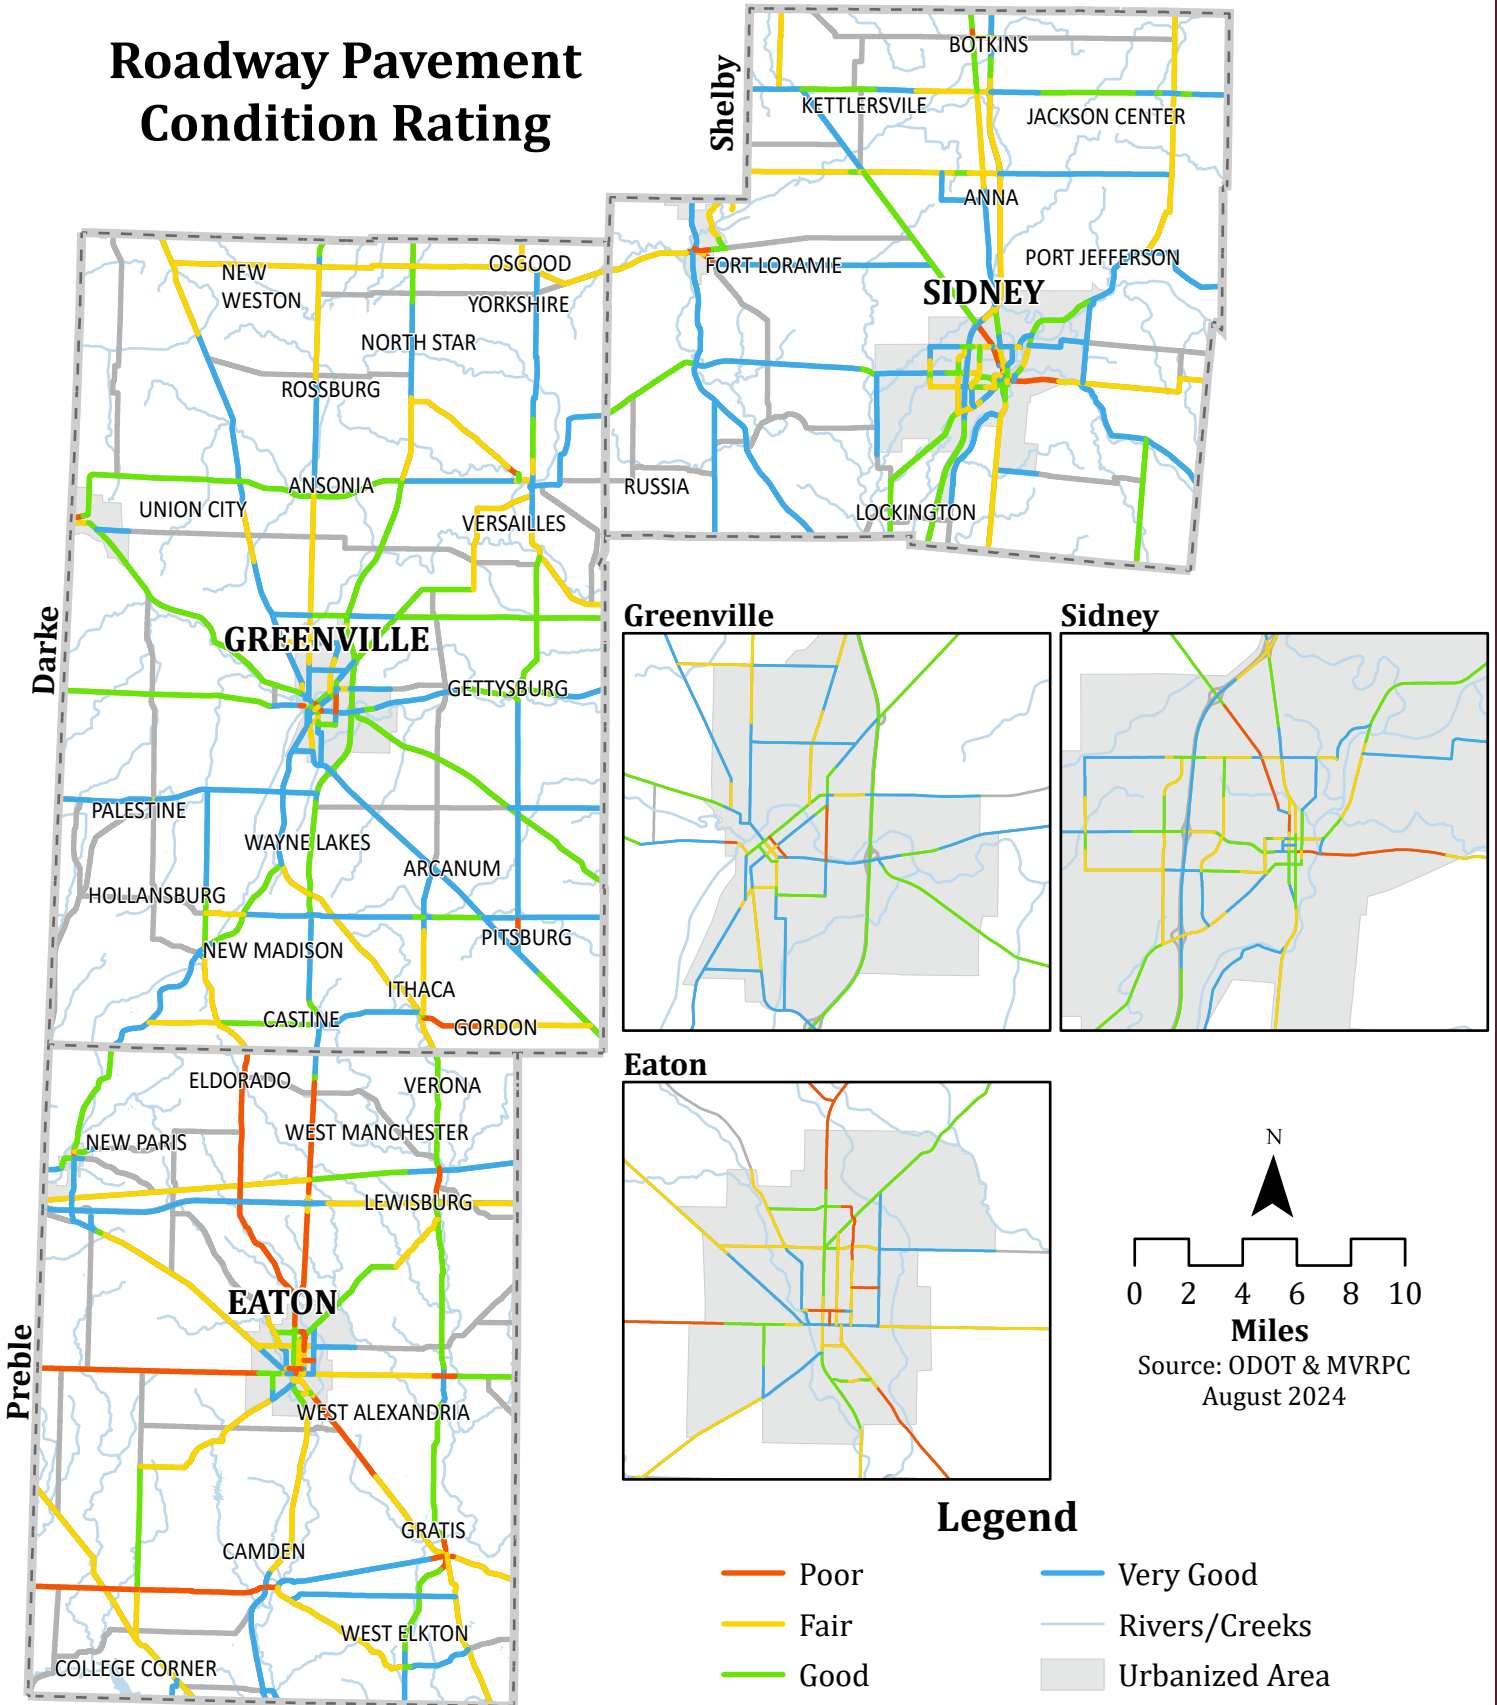 Roadway Pavement
Condition Rating
Shelby
BOTKINS
KETTLERSVILE
JACKSON CENTER
ANNA
PORT JEFFERSON
FORT LORAMIE
SIDNEY
RUSSIA
LOCKINGTON
Darke
NEW
WESTON
OSGOOD
YORKSHIRE
NORTH STAR
ROSSBURG
ANSONIA
UNION CITY
VERSAILLES
GREENVILLE
GETTYSBURG
PALESTINE
WAYNE LAKES
ARCANUM
HOLLANSBURG
PITSBURG
NEW MADISON
ITHACA
CASTINE
GORDON
Preble
ELDORADO
VERONA
WEST MANCHESTER
NEW PARIS
LEWISBURG
EATON
WEST ALEXANDRIA
GRATIS
CAMDEN
WEST ELKTON
COLLEGE CORNER
Greenville
Sidney
Eaton
N
0 2 4 6 8 10
Miles
Source: ODOT & MVRPC
August 2024
Legend
Poor
Fair
Good
Very Good
Rivers/Creeks
Urbanized Area